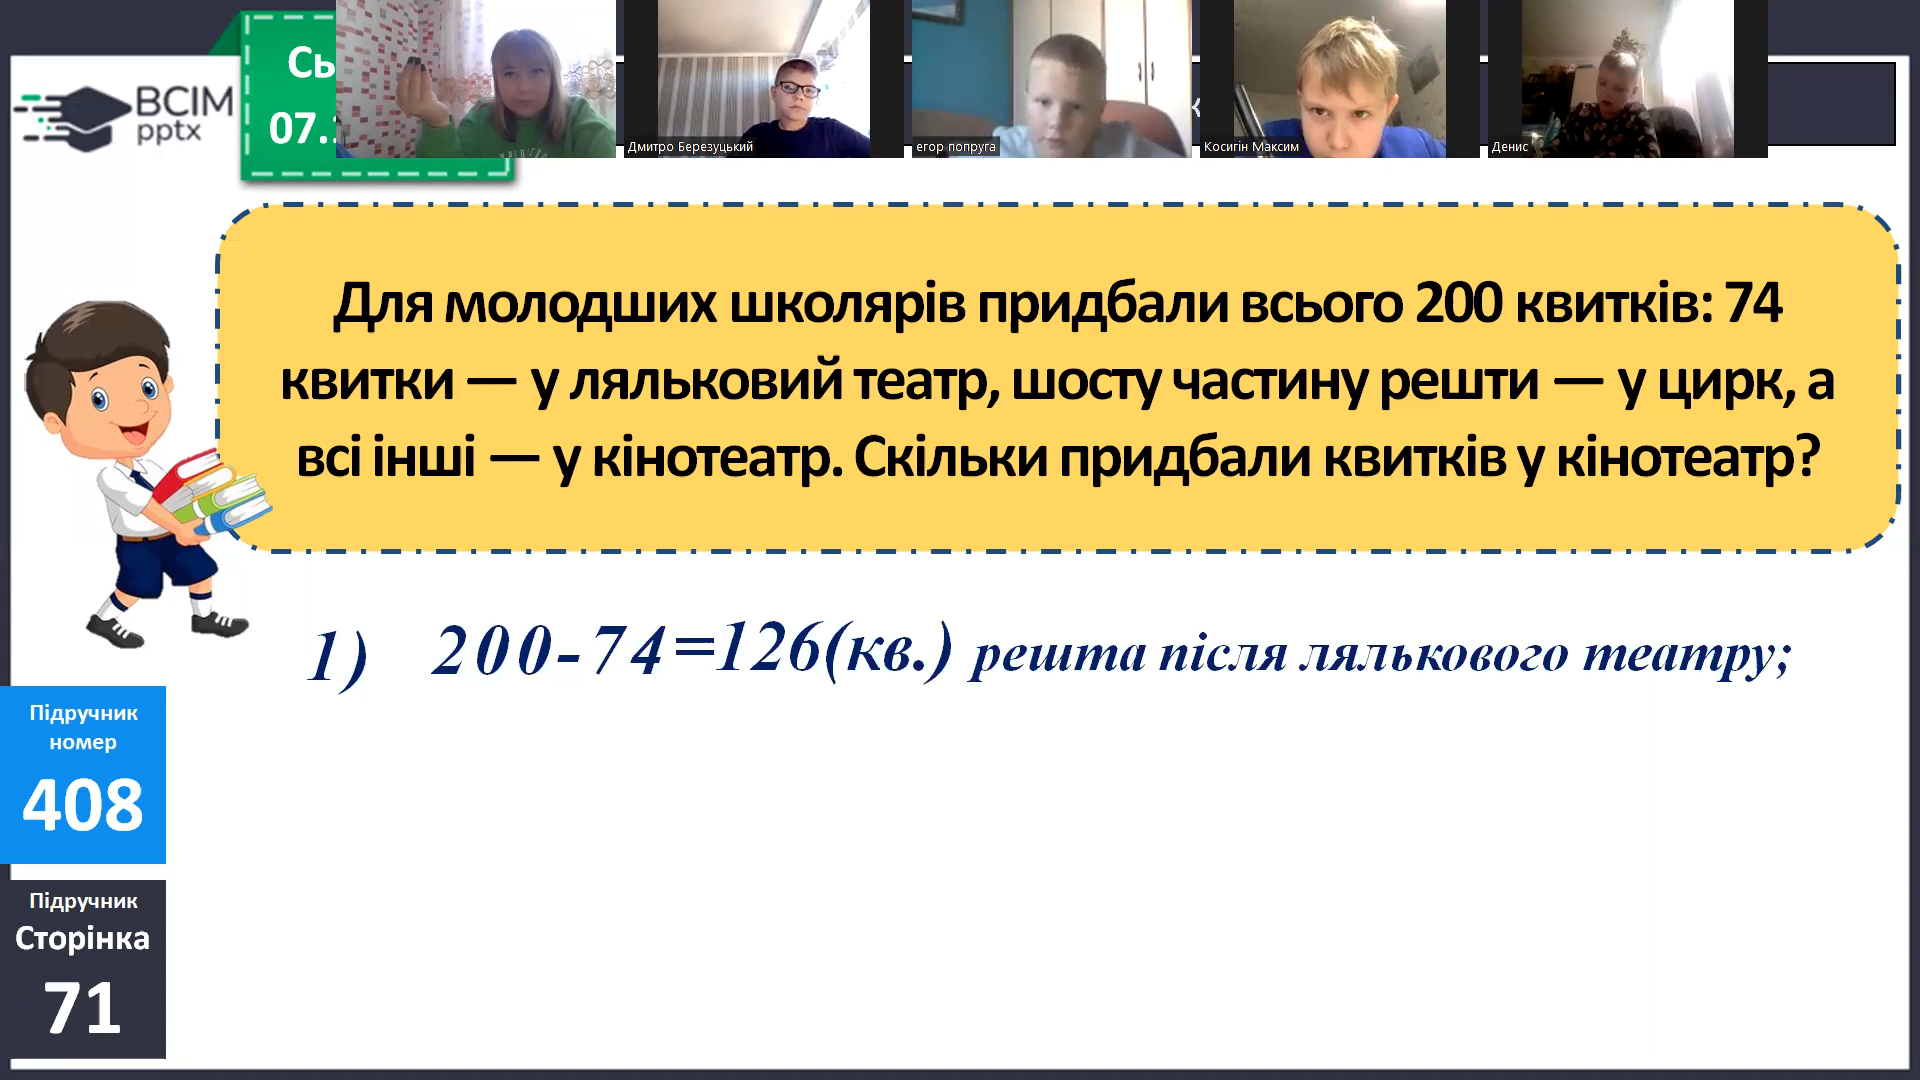 Сь
07.
ВСІМ
pptx
Дмитро Березуцький
егор попруга
Косигін Максим
Денис
Для молодших школярів придбали всього 200 квитків: 74
квитки — у ляльковий театр, шосту частину решти — у цирк, а
всі інші — у кінотеатр. Скільки придбали квитків у кінотеатр?
1) 200-74=126(кв.) решта після лялькового театру;
Підручник
номер
408
Підручник
Сторінка
71